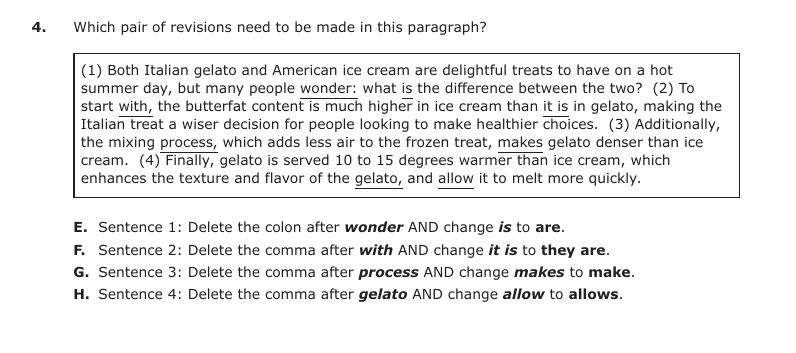 4. Which pair of revisions need to be made in this paragraph?
(1) Both Italian gelato and American ice cream are delightful treats to have on a hot
summer day, but many people wonder: what is the difference between the two? (2) To
start with, the butterfat content is much higher in ice cream than it is in gelato, making the
Italian treat a wiser decision for people looking to make healthier choices. (3) Additionally,
the mixing process, which adds less air to the frozen treat, makes gelato denser than ice
cream. (4) Finally, gelato is served 10 to 15 degrees warmer than ice cream, which
enhances the texture and flavor of the gelato, and allow it to melt more quickly.
E. Sentence 1: Delete the colon after wonder AND change is to are.
F. Sentence 2: Delete the comma after with AND change it is to they are.
G. Sentence 3: Delete the comma after process AND change makes to make.
H. Sentence 4: Delete the comma after gelato AND change allow to allows.